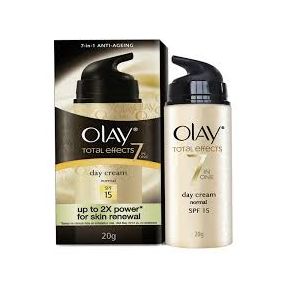 7-in-1 ANTI-AGEING
OLAY
TOTAL EFFECTS
7 IN ONE
day cream
normal
SPF
15
up to 2X power*
for skin renewal
20g
OLAY
TOTAL EFFECTS
7 IN ONE
day cream
normal
SPF 15
20g